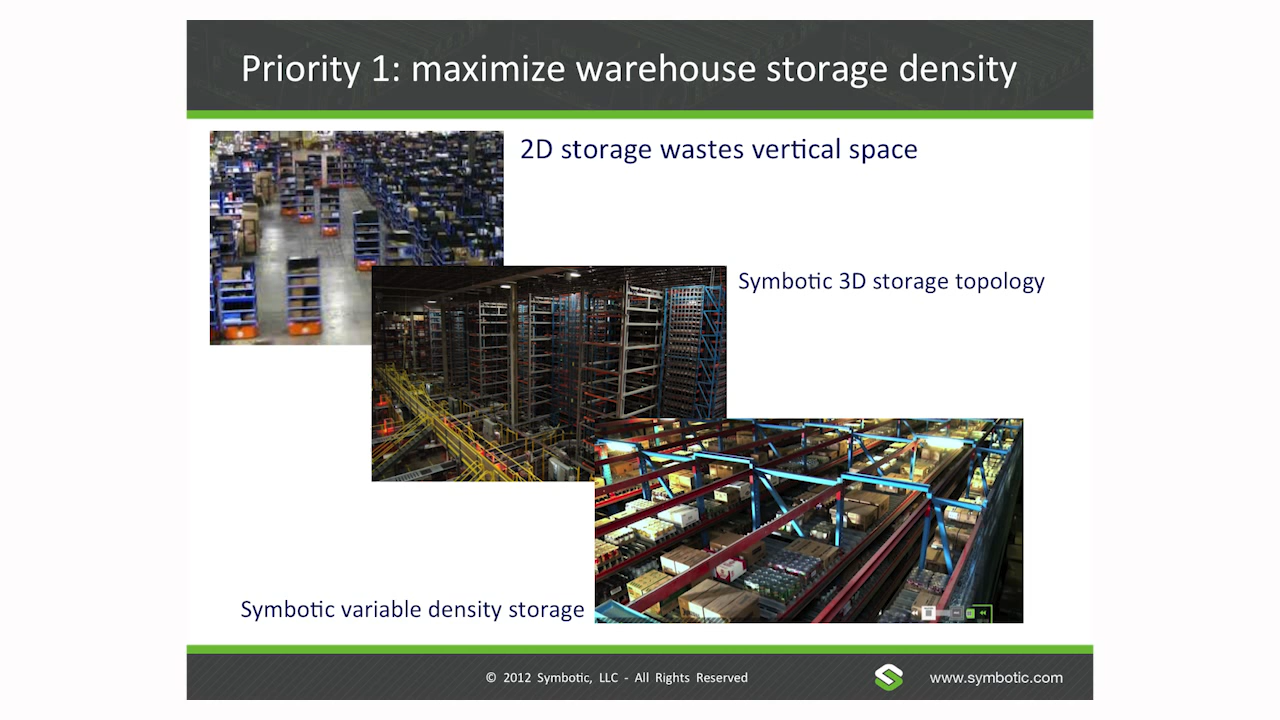 Priority 1: maximize warehouse storage density
2D storage wastes vertical space
Symbotic 3D storage topology
Symbotic variable density storage
© 2012 Symbotic, LLC - All Rights Reserved
www.symbotic.com